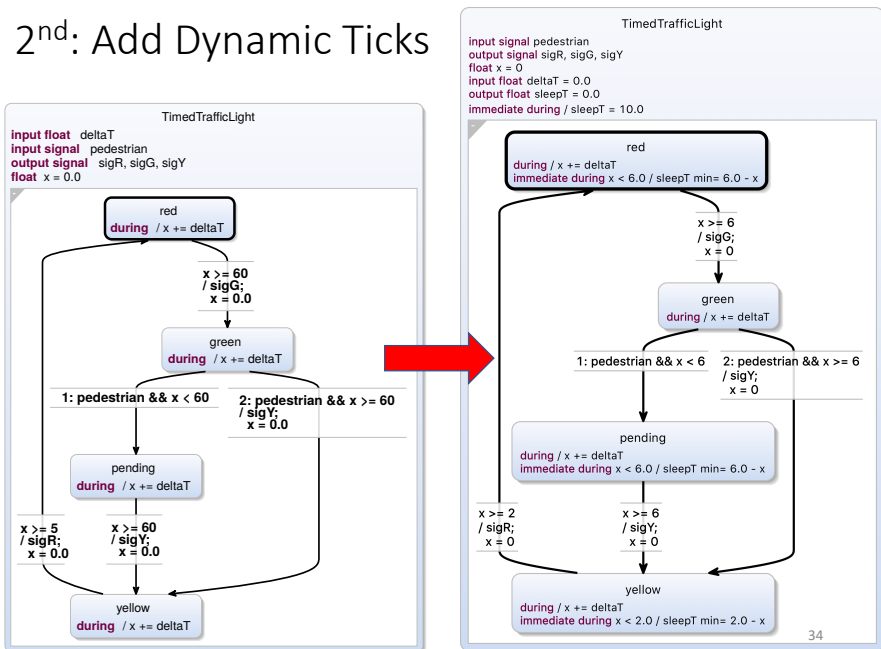 2nd: Add Dynamic Ticks
TimedTrafficLight
input float deltaT
input signal pedestrian
output signal sigR, sigG, sigY
float x = 0.0
-
red
during / x += deltaT
x >= 60
/ sigG;
x = 0.0
green
during / x += deltaT
1: pedestrian && x < 60
2: pedestrian && x >= 60
/ sigY;
x = 0.0
pending
during / x += deltaT
x >= 5
/ sigR;
x = 0.0
x >= 60
/ sigY;
x = 0.0
yellow
during / x += deltaT
TimedTrafficLight
input signal pedestrian
output signal sigR, sigG, sigY
float x = 0
input float deltaT = 0.0
output float sleepT = 0.0
immediate during / sleepT = 10.0
-
red
during / x += deltaT
immediate during x < 6.0 / sleepT min= 6.0 - x
x >= 6
/ sigG;
x = 0
green
during / x += deltaT
1: pedestrian && x < 6
2: pedestrian && x >= 6
/ sigY;
x = 0
pending
during / x += deltaT
immediate during x < 6.0 / sleepT min= 6.0 - x
x >= 2
/ sigR;
x = 0
x >= 6
/ sigY;
x = 0
yellow
during / x += deltaT
immediate during x < 2.0 / sleepT min= 2.0 - x
34